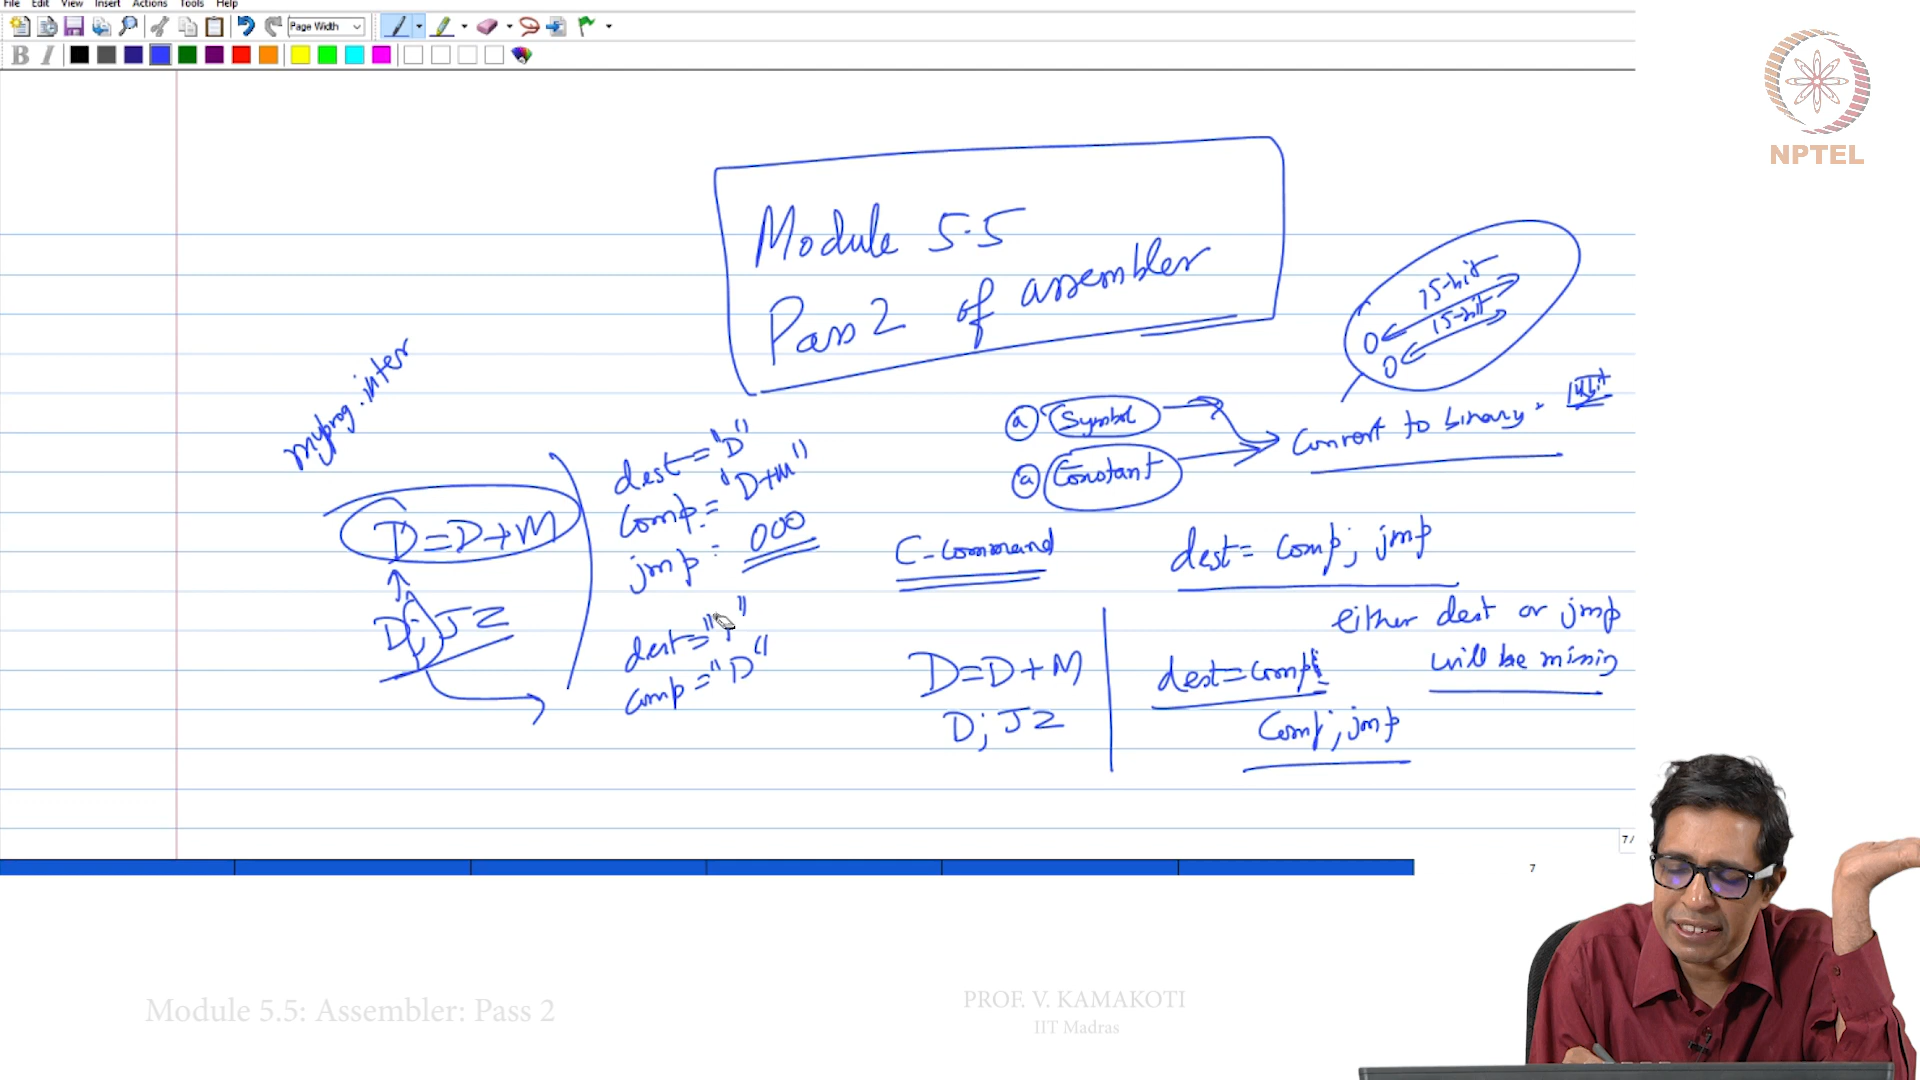 File Edit View Insert Actions Tools Help
Page Width
B I
NPTEL
Module 5.5
Pass 2 of assembler
15-bit
0
15-bit
0
myprog.inter
@ Symbol
@ Constant
Convert to binary.
D=D+M
D; JZ
dest="D"
comp="D+M"
jmp = 000
dest=" "
comp="D"
C-Command
dest= comp; jmp
either dest or jmp
will be missing
D=D+M
D; JZ
dest=comp;
Comp; jmp
7/
7
Module 5.5: Assembler: Pass 2
PROF. V. KAMAKOTI
IIT Madras